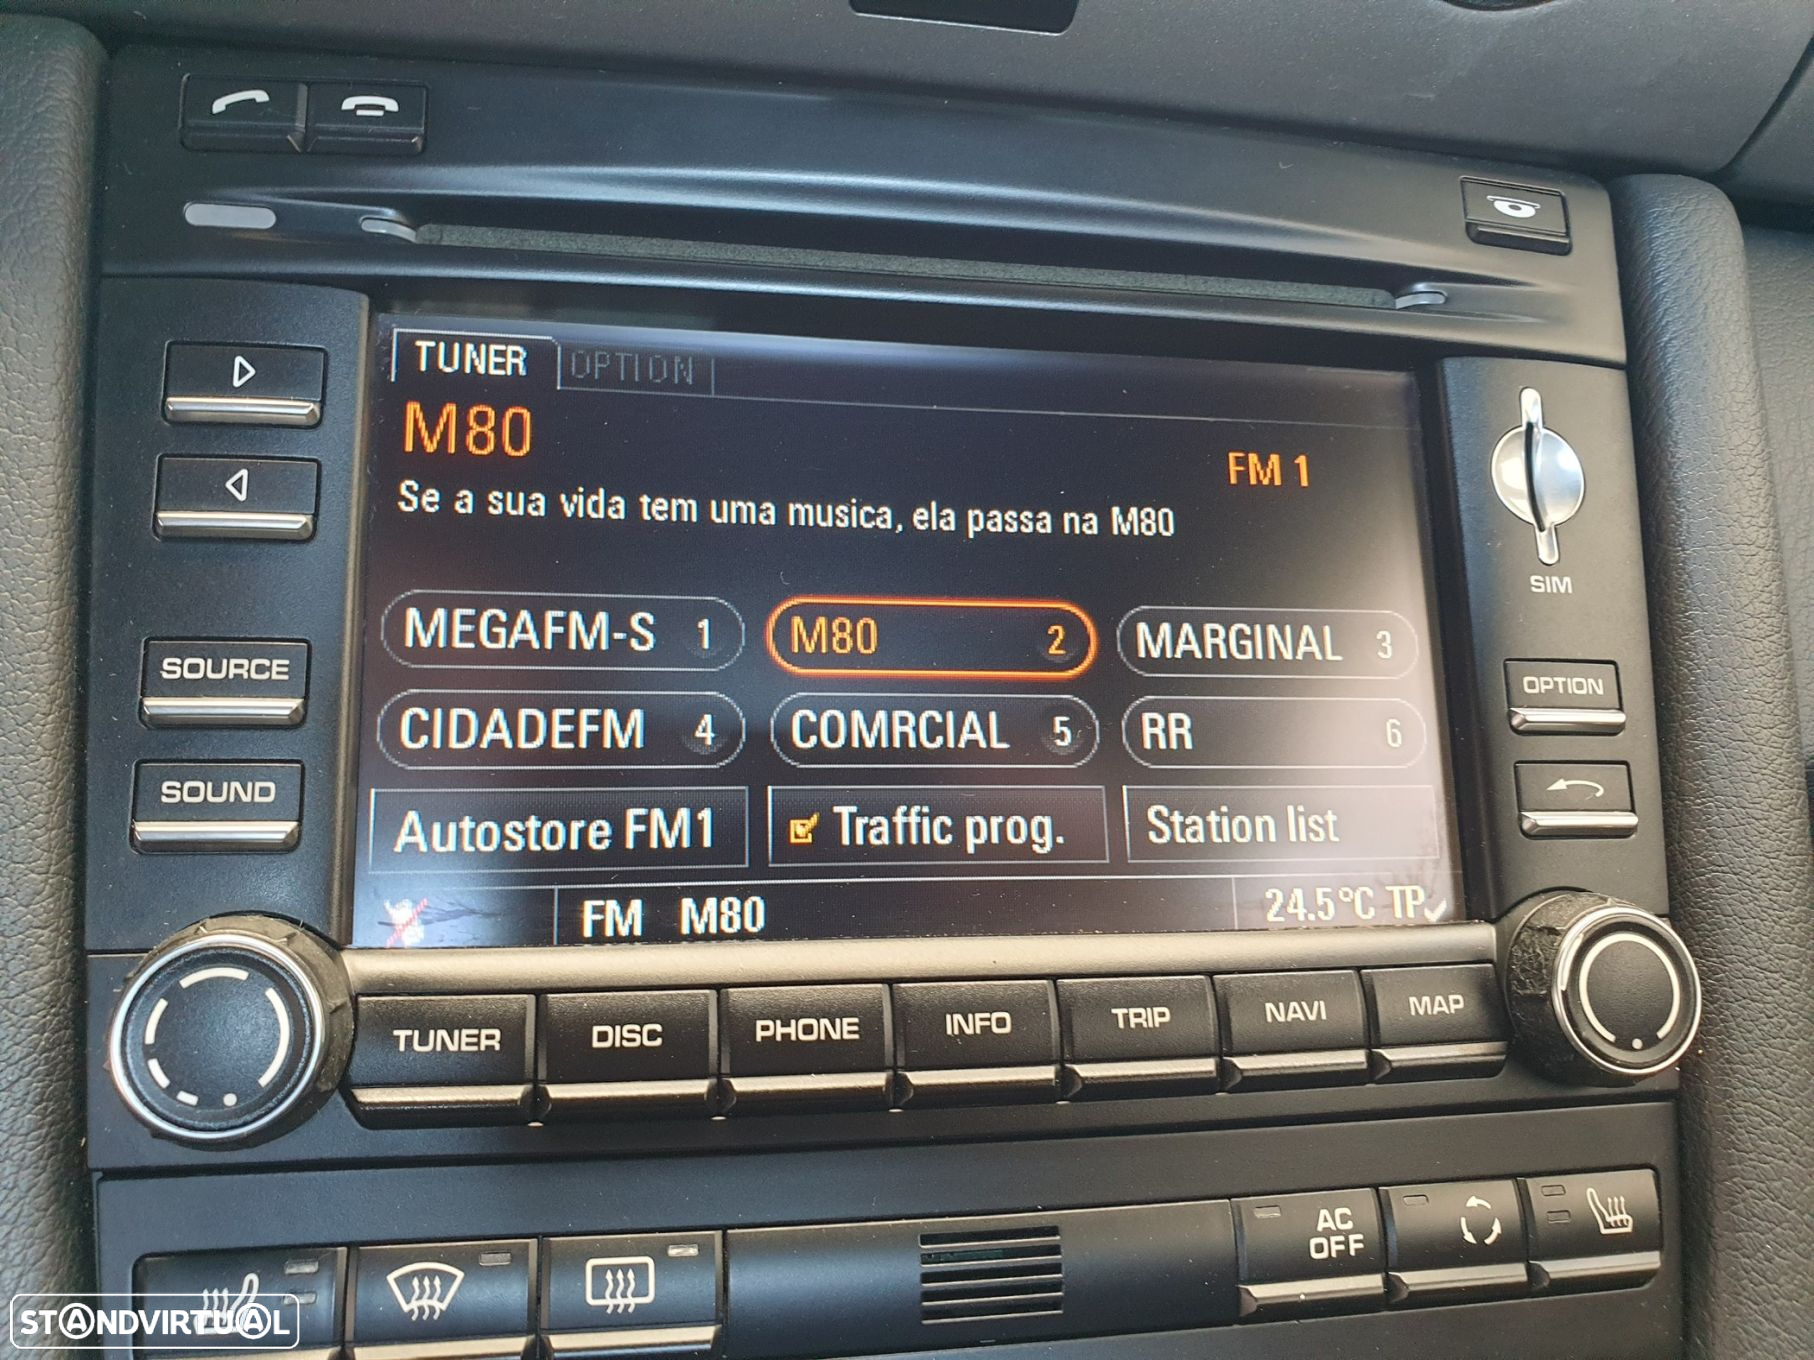 TUNER OPTION
M80
FM 1
Se a sua vida tem uma musica, ela passa na M80
MEGAFM-S 1 M80 2 MARGINAL 3
CIDADEFM 4 COMRCIAL 5 RR 6
Autostore FM1 Traffic prog. Station list
FM M80 24.5°C TP
SIM
SOURCE
SOUND
OPTION
TUNER DISC PHONE INFO TRIP NAVI MAP
AC
OFF
STANDVIRTUAL